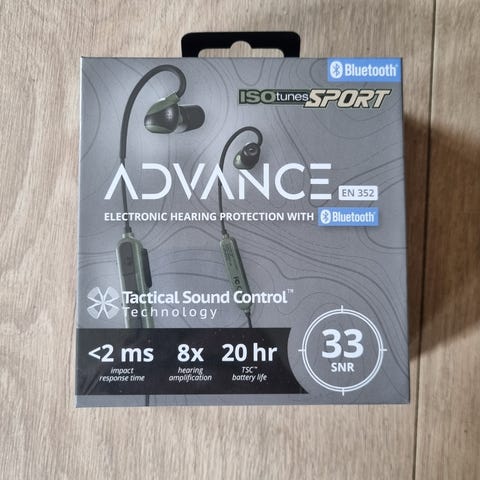 Bluetooth®
ISOtunes SPORT
ADVANCE EN 352
ELECTRONIC HEARING PROTECTION WITH Bluetooth®
Tactical Sound Control™
Technology
<2 ms 8x 20 hr
impact response time
hearing amplification
TSC™ battery life
33
SNR